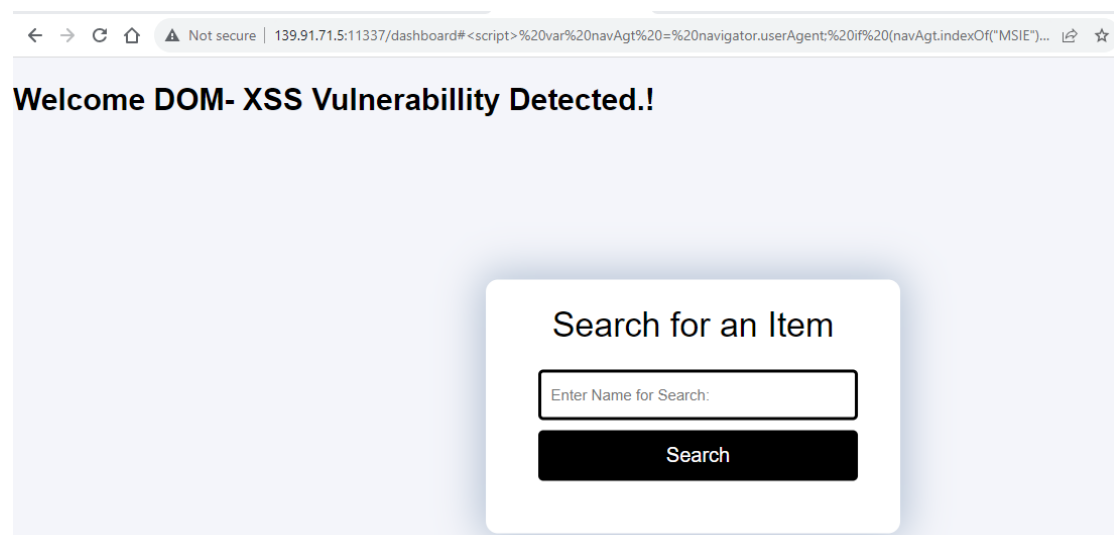 Not secure | 139.91.71.5:11337/dashboard#<script>%20var%20navAgt%20=%20navigator.userAgent;%20if%20(navAgt.indexOf("MSIE")...
Welcome DOM- XSS Vulnerabillity Detected.!
Search for an Item
Enter Name for Search:
Search